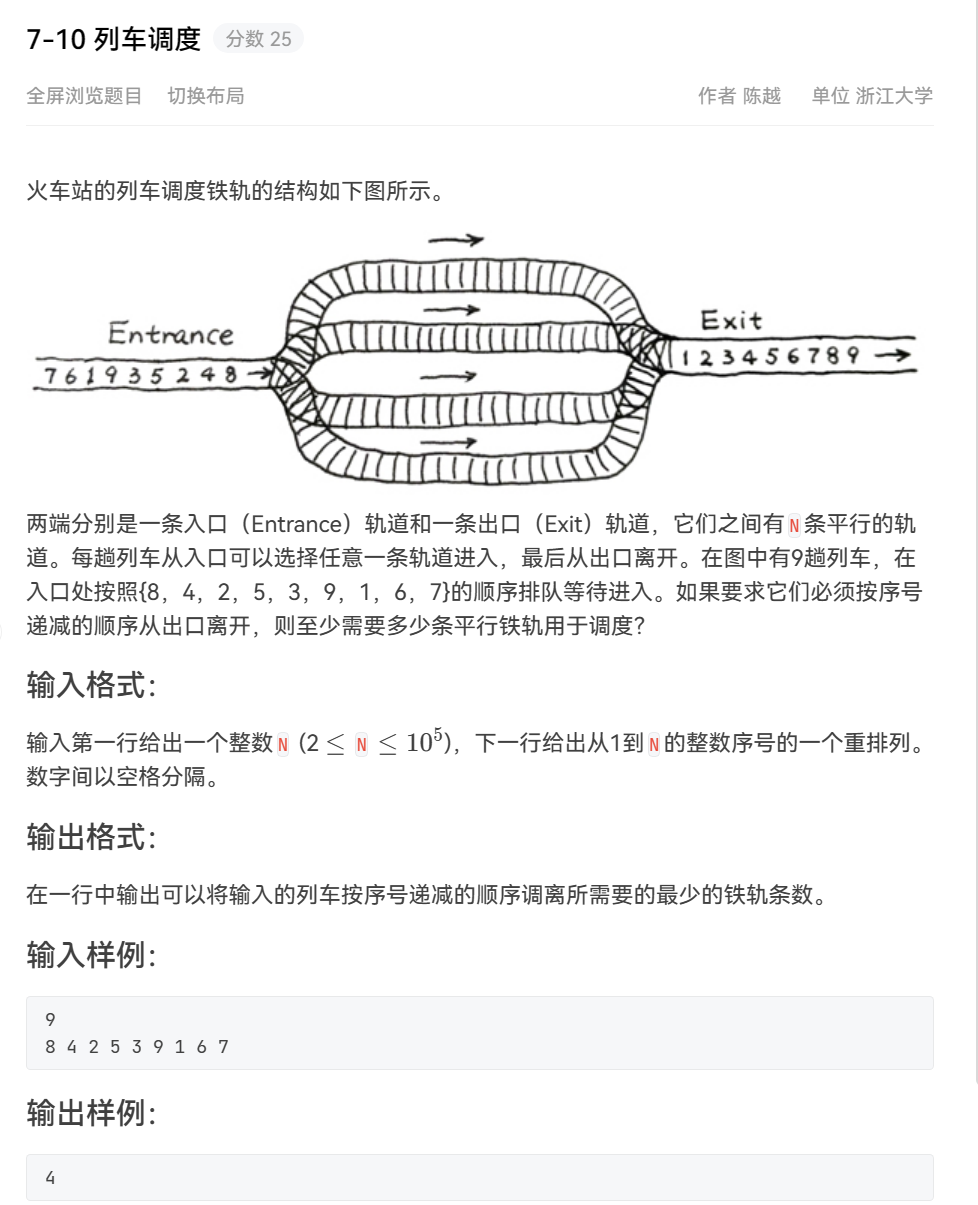 7-10 列车调度 分数 25
全屏浏览题目 切换布局 作者 陈越 单位 浙江大学
火车站的列车调度铁轨的结构如下图所示。
Entrance
Exit
7 6 1 9 3 5 2 4 8
1 2 3 4 5 6 7 8 9
两端分别是一条入口（Entrance）轨道和一条出口（Exit）轨道，它们之间有N条平行的轨
道。每趟列车从入口可以选择任意一条轨道进入，最后从出口离开。在图中有9趟列车，在
入口处按照{8，4，2，5，3，9，1，6，7}的顺序排队等待进入。如果要求它们必须按序号
递减的顺序从出口离开，则至少需要多少条平行铁轨用于调度？
输入格式：
输入第一行给出一个整数N (2 ≤ N ≤ 10⁵)，下一行给出从1到N的整数序号的一个重排列。
数字间以空格分隔。
输出格式：
在一行中输出可以将输入的列车按序号递减的顺序调离所需要的最少的铁轨条数。
输入样例：
9
8 4 2 5 3 9 1 6 7
输出样例：
4